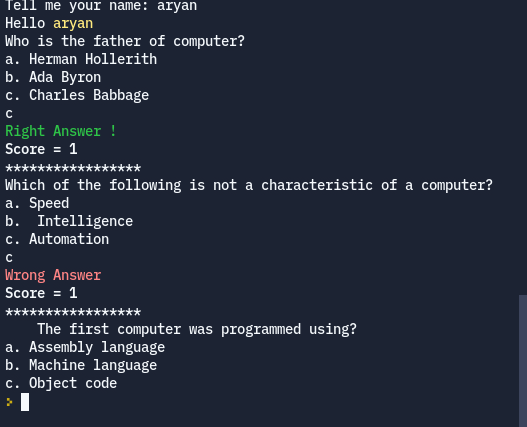 Tell me your name: aryan
Hello aryan
Who is the father of computer?
a. Herman Hollerith
b. Ada Byron
c. Charles Babbage
c
Right Answer !
Score = 1
*****************
Which of the following is not a characteristic of a computer?
a. Speed
b.  Intelligence
c. Automation
c
Wrong Answer
Score = 1
*****************
    The first computer was programmed using?
a. Assembly language
b. Machine language
c. Object code
>